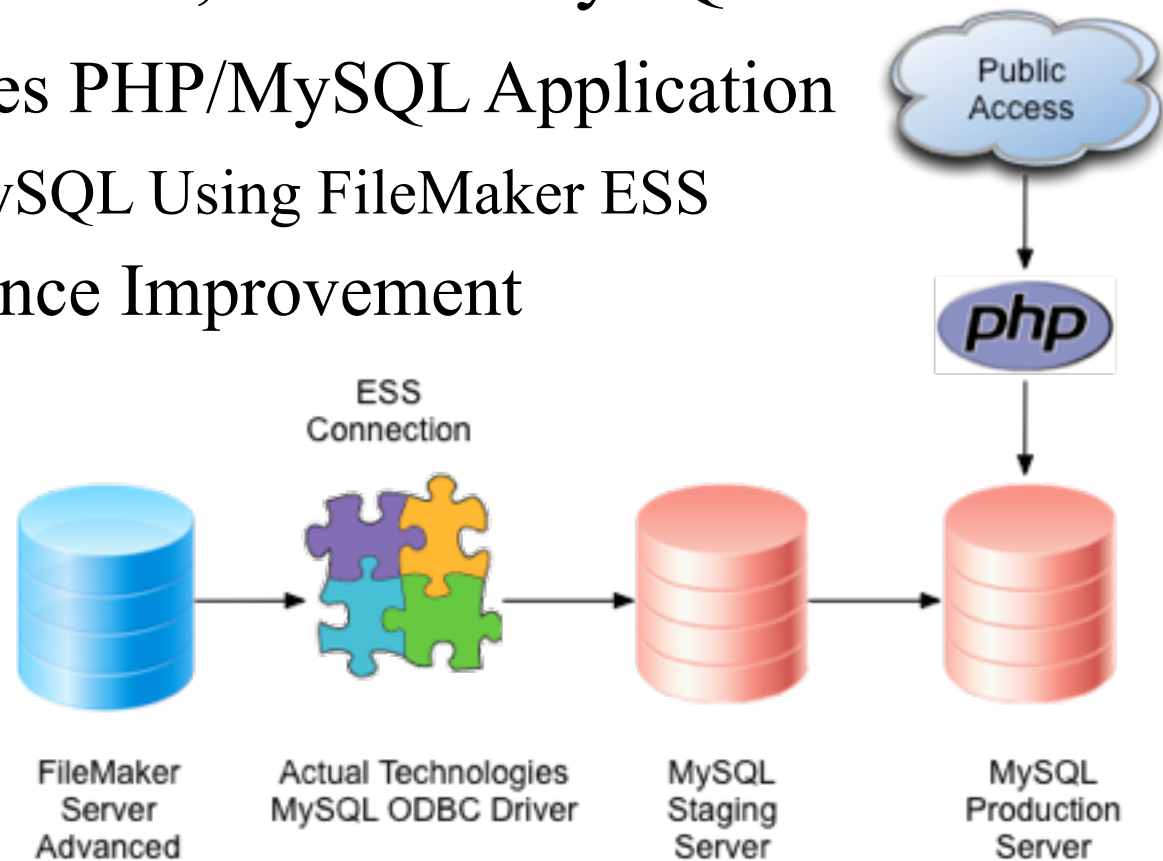 es PHP/MySQL Application
ySQL Using FileMaker ESS
nce Improvement
Public
Access
php
ESS
Connection
FileMaker
Server
Advanced
Actual Technologies
MySQL ODBC Driver
MySQL
Staging
Server
MySQL
Production
Server